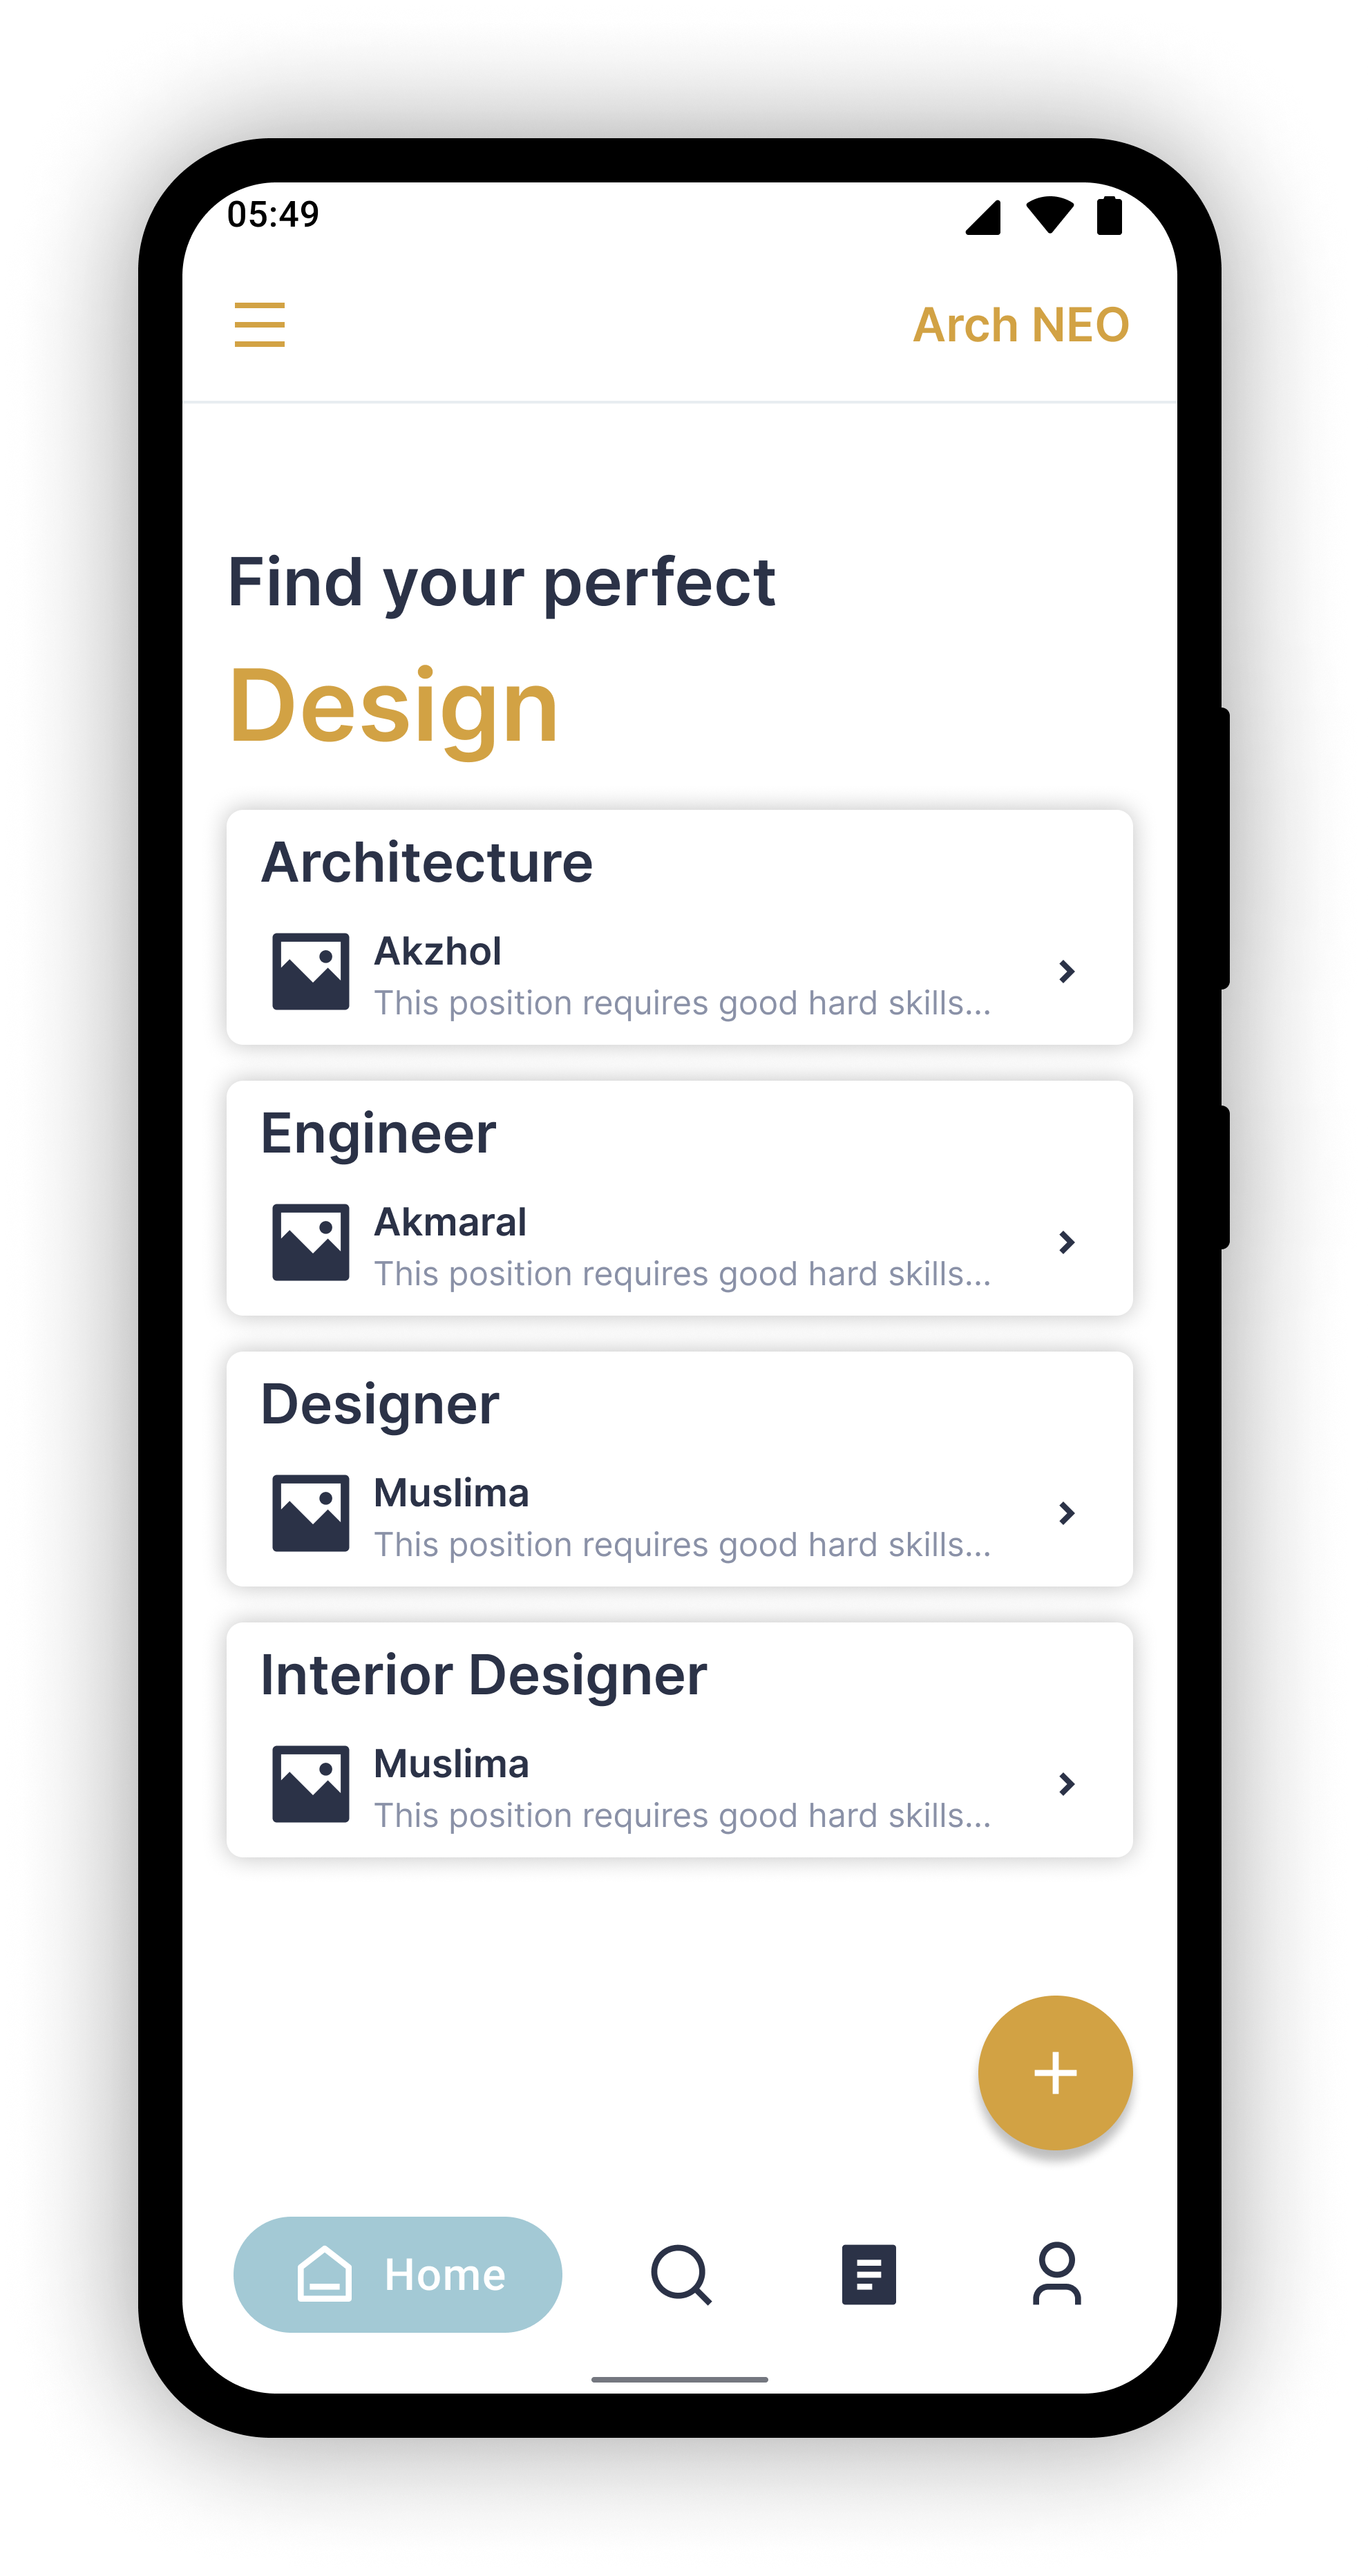 05:49
Arch NEO
Find your perfect
Design
Architecture
Akzhol
This position requires good hard skills...
Engineer
Akmaral
This position requires good hard skills...
Designer
Muslima
This position requires good hard skills...
Interior Designer
Muslima
This position requires good hard skills...
Home